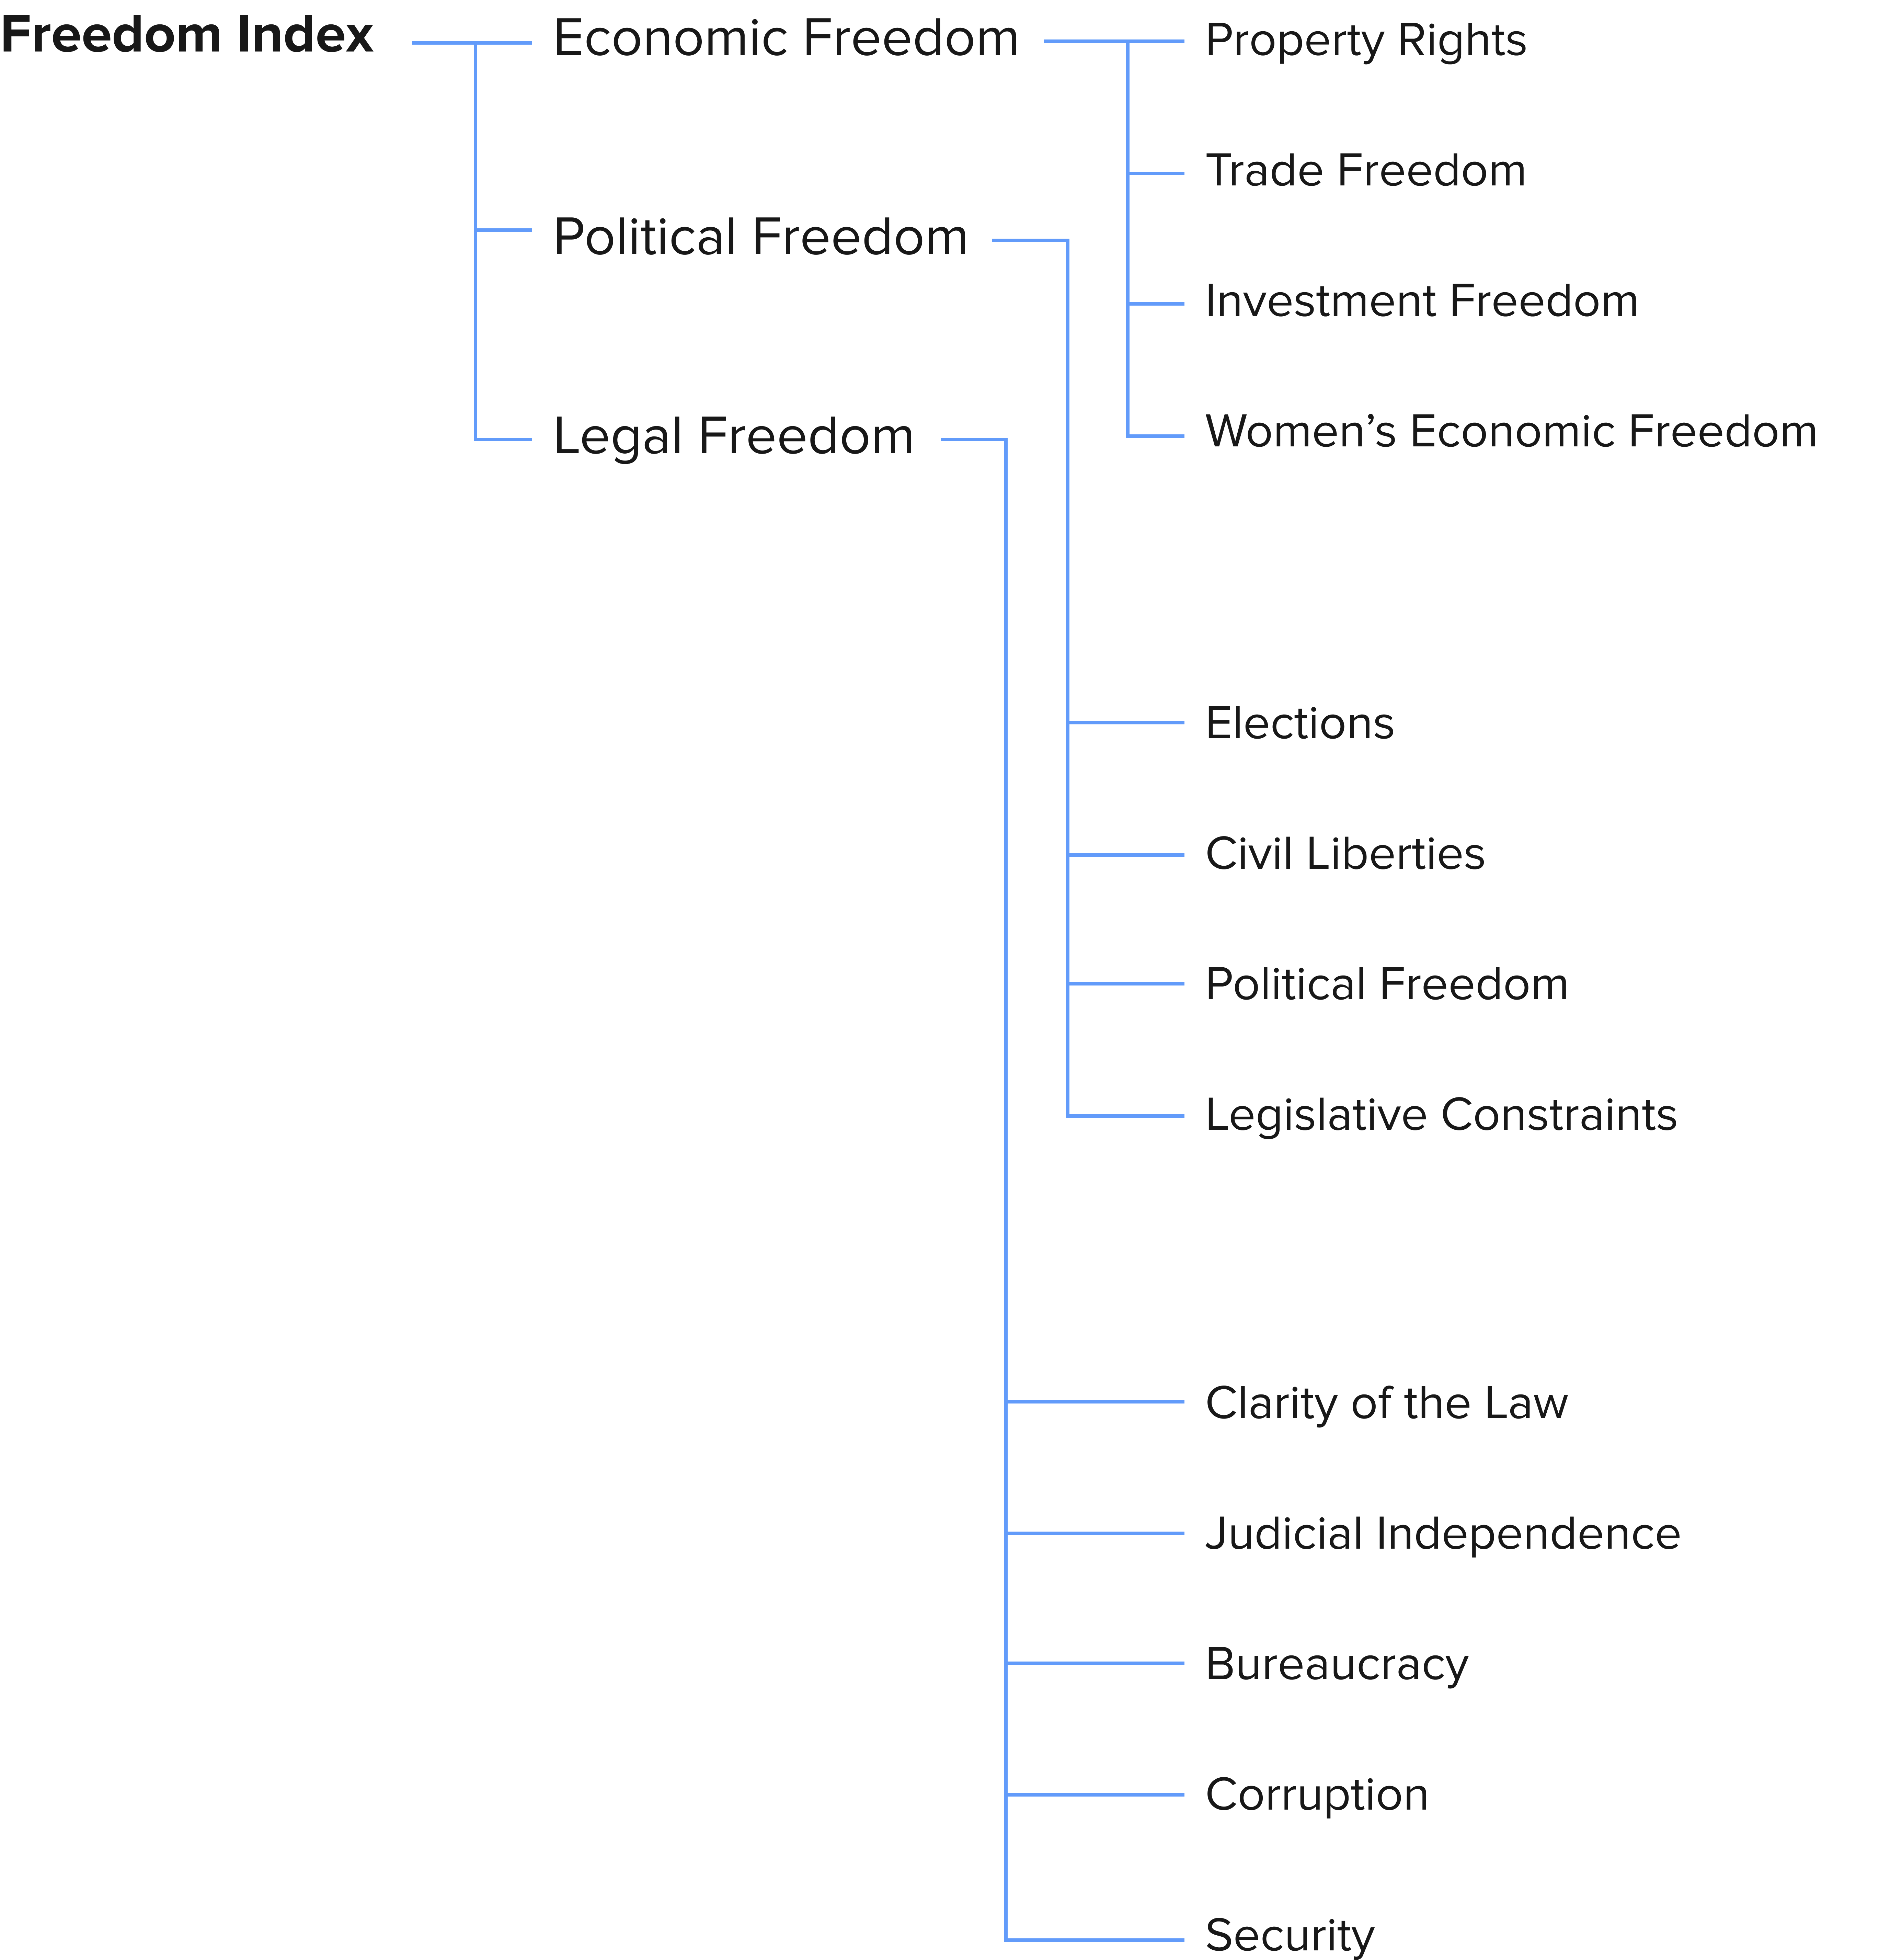 Freedom Index
Economic Freedom
Political Freedom
Legal Freedom
Property Rights
Trade Freedom
Investment Freedom
Women’s Economic Freedom
Elections
Civil Liberties
Political Freedom
Legislative Constraints
Clarity of the Law
Judicial Independence
Bureaucracy
Corruption
Security